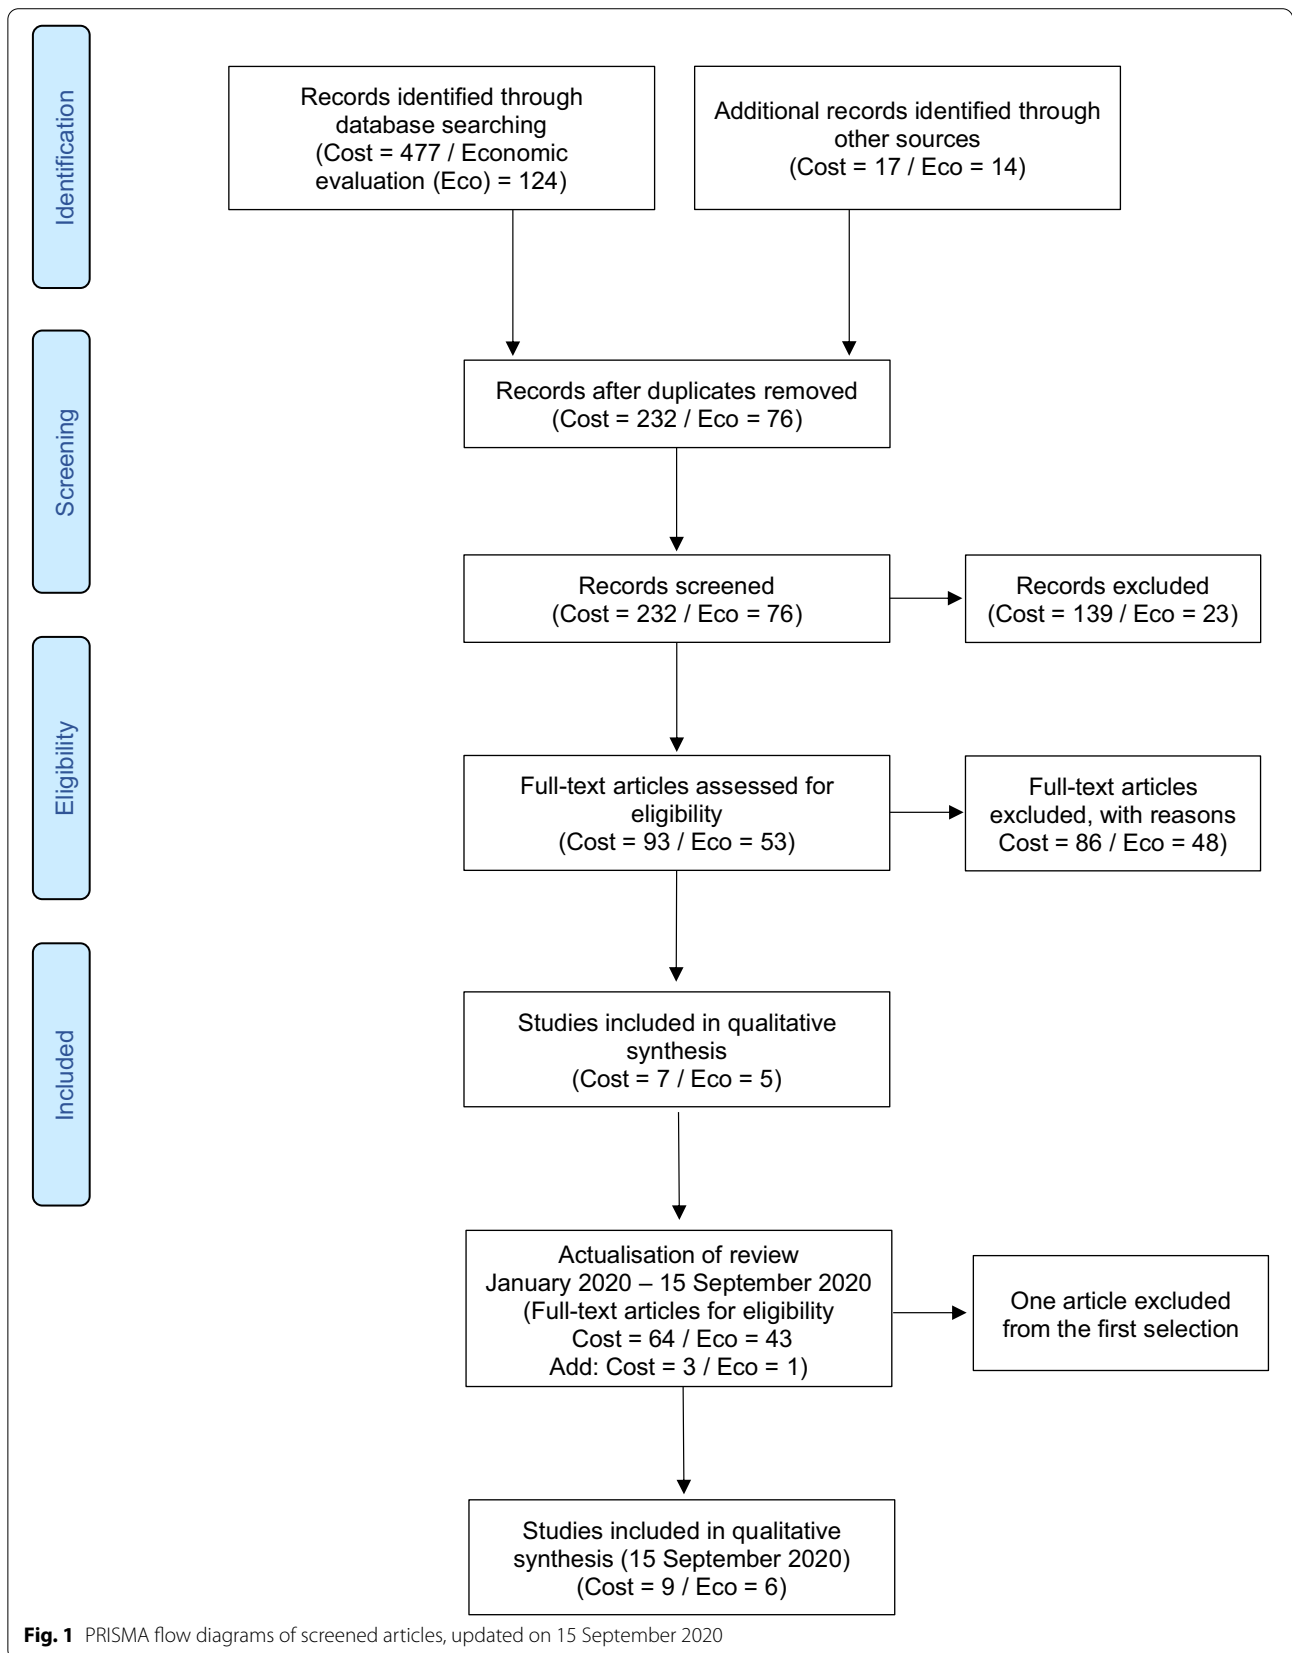 Identification
Records identified through
database searching
(Cost = 477 / Economic
evaluation (Eco) = 124)
Additional records identified through
other sources
(Cost = 17 / Eco = 14)
Screening
Records after duplicates removed
(Cost = 232 / Eco = 76)
Records screened
(Cost = 232 / Eco = 76)
Records excluded
(Cost = 139 / Eco = 23)
Eligibility
Full-text articles assessed for
eligibility
(Cost = 93 / Eco = 53)
Full-text articles
excluded, with reasons
Cost = 86 / Eco = 48)
Included
Studies included in qualitative
synthesis
(Cost = 7 / Eco = 5)
Actualisation of review
January 2020 – 15 September 2020
(Full-text articles for eligibility
Cost = 64 / Eco = 43
Add: Cost = 3 / Eco = 1)
One article excluded
from the first selection
Studies included in qualitative
synthesis (15 September 2020)
(Cost = 9 / Eco = 6)
Fig. 1 PRISMA flow diagrams of screened articles, updated on 15 September 2020